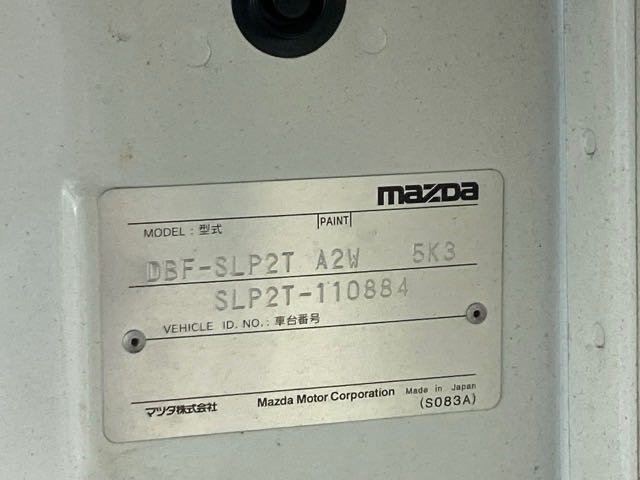 mazda
MODEL : 型式 PAINT
DBF-SLP2T A2W 5K3
SLP2T-110884
VEHICLE ID. NO. : 車台番号
マツダ株式会社 Mazda Motor Corporation Made in Japan
(S083A)